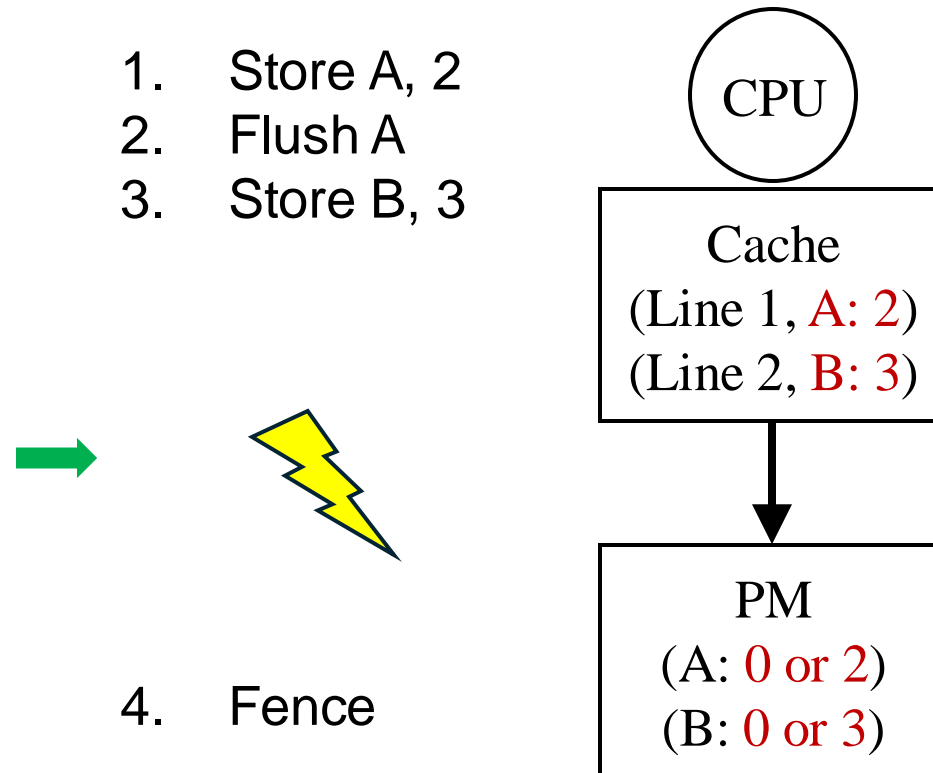 1. Store A, 2
2. Flush A
3. Store B, 3
4. Fence
CPU
Cache
(Line 1, A: 2)
(Line 2, B: 3)
PM
(A: 0 or 2)
(B: 0 or 3)